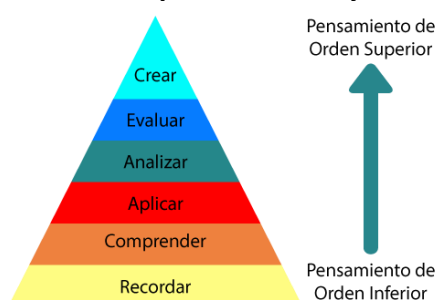 Pensamiento de
Orden Superior
Crear
Evaluar
Analizar
Aplicar
Comprender
Recordar
Pensamiento de
Orden Inferior